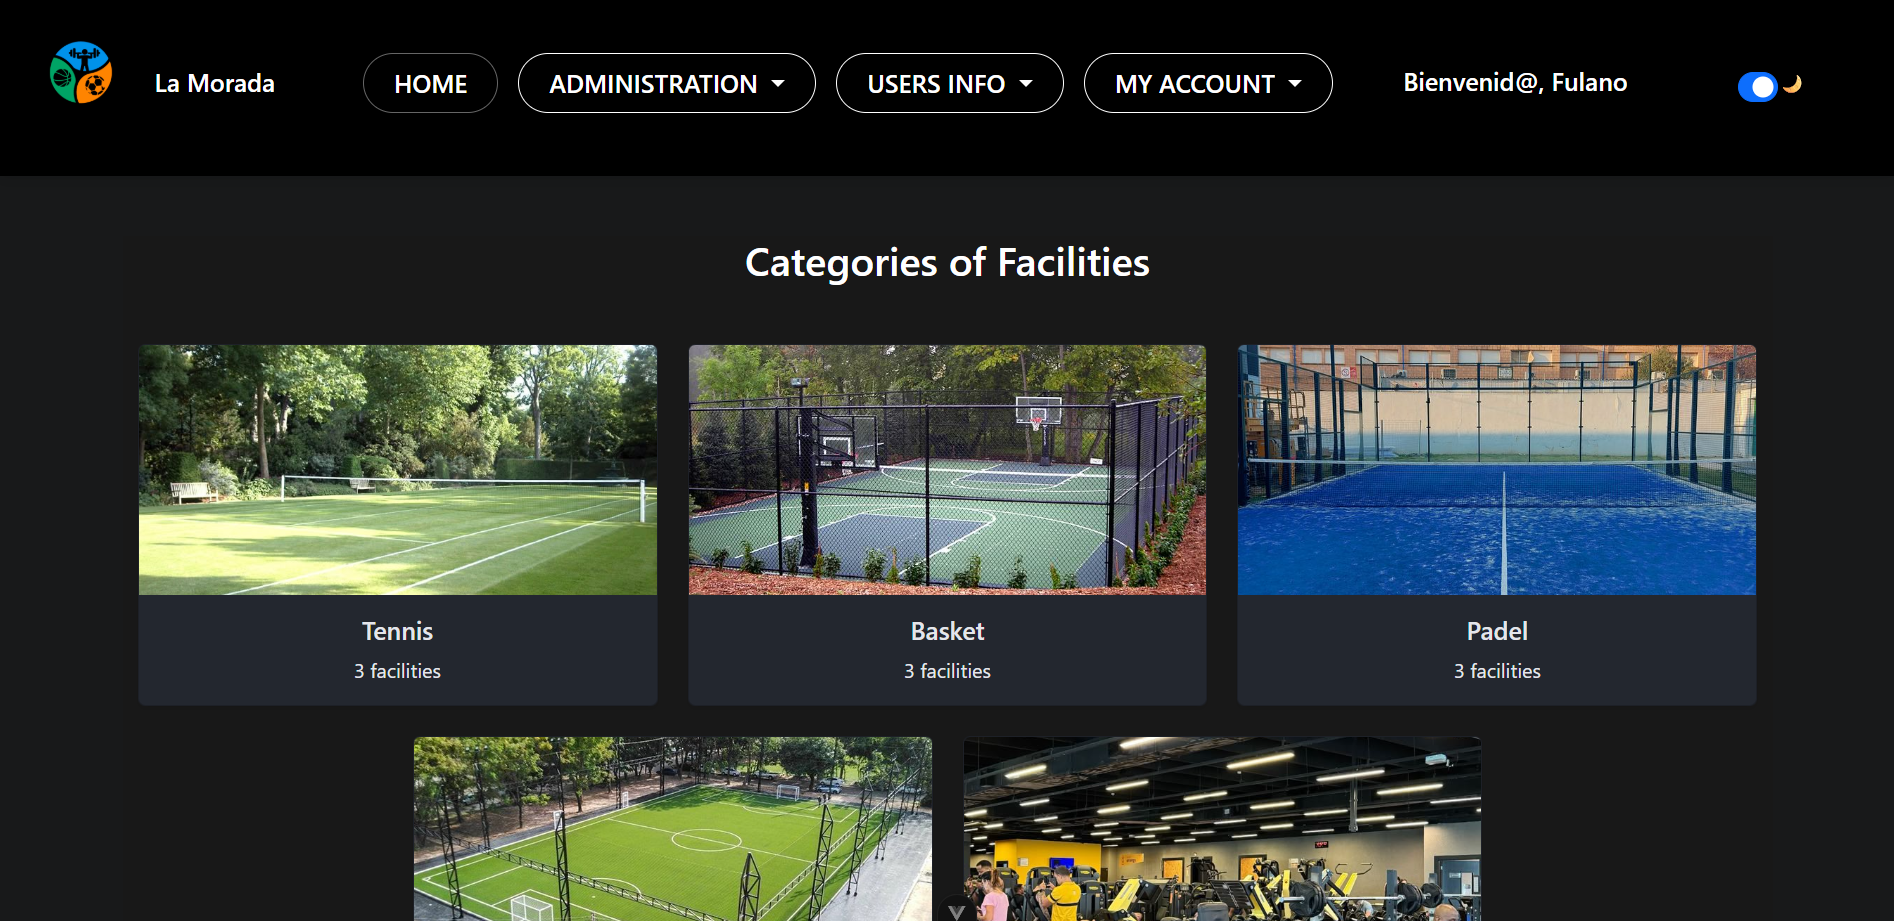 La Morada
HOME
ADMINISTRATION
USERS INFO
MY ACCOUNT
Bienvenid@, Fulano
Categories of Facilities
Tennis
3 facilities
Basket
3 facilities
Padel
3 facilities